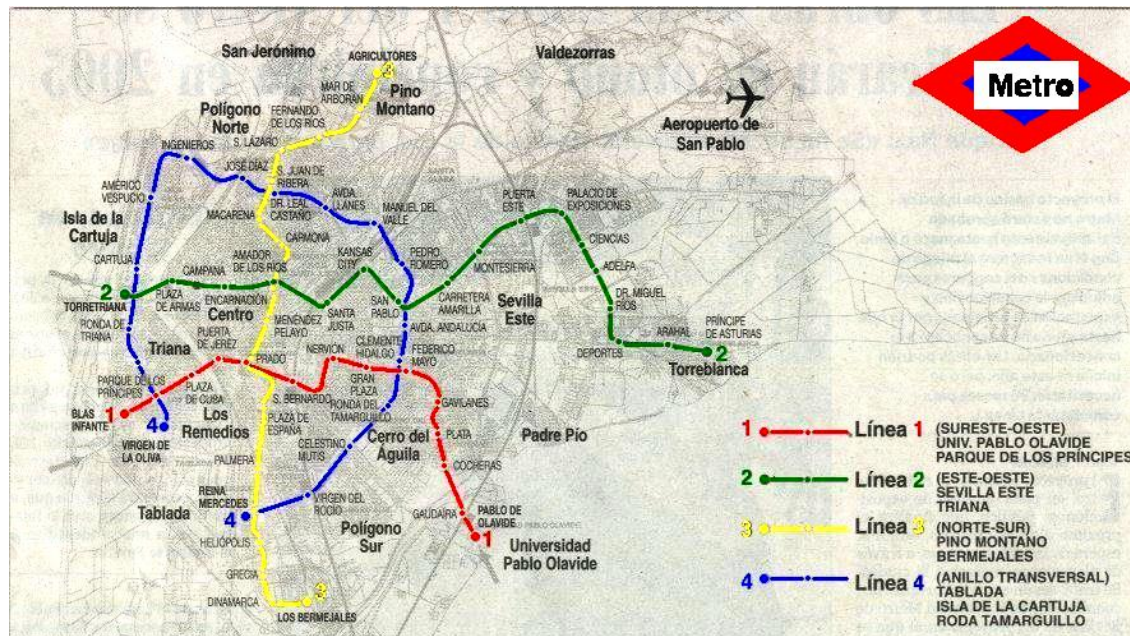 San Jerónimo
Valdezorras
AGRICULTORES
3
MAR DE
ARBORAN
Pino
Montano
Metro
Polígono
Norte
FERNANDO
DE LOS RIOS
S. LÁZARO
Aeropuerto de
San Pablo
INGENIEROS
JOSÉ DÍAZ
S. JUAN DE
RIBERA
AMÉRICO
VESPUCIO
AVDA.
LLANES
PUERTA
ESTE
PALACIO DE
EXPOSICIONES
MACARENA
DR. LEAL
CASTAÑO
MANUEL DEL
VALLE
Isla de la
Cartuja
CARMONA
CIENCIAS
CARTUJA
CAMPANA
AMADOR
DE LOS RIOS
KANSAS
CITY
PEDRO
ROMERO
MONTESIERRA
ADELFA
2
TORRETRIANA
PLAZA
DE ARMAS
ENCARNACIÓN
Centro
SAN
PABLO
CARRETERA
AMARILLA
Sevilla
Este
DR. MIGUEL
RÍOS
RONDA DE
TRIANA
MENÉNDEZ
PELAYO
SANTA
JUSTA
AVDA. ANDALUCÍA
PRÍNCIPE
DE ASTURIAS
ARAHAL
2
Triana
PUERTA
DE JEREZ
PRADO
NERVION
CLEMENTE
HIDALGO
FEDERICO
MAYO
DEPORTES
Torreblanca
PARQUE DE LOS
PRÍNCIPES
PLAZA
DE CUBA
S. BERNARDO
GRAN
PLAZA
RONDA DEL
TAMARGUILLO
GAVILANES
1
BLAS
INFANTE
4
VIRGEN DE
LA OLIVA
Los
Remedios
PLAZA DE
ESPAÑA
CELESTINO
MUTIS
Cerro del
Águila
PLATA
Padre Pío
PALMERA
COCHERAS
REINA
MERCEDES
4
Tablada
VIRGEN DEL
ROCIO
Polígono
Sur
GAUDAÍRA
PABLO DE
OLAVIDE
1
Universidad
Pablo Olavide
HELIÓPOLIS
GRECIA
DINAMARCA
3
LOS BERMEJALES
1 Línea 1 (SURESTE-OESTE)
UNIV. PABLO OLAVIDE
PARQUE DE LOS PRÍNCIPES
2 Línea 2 (ESTE-OESTE)
SEVILLA ESTE
TRIANA
3 Línea 3 (NORTE-SUR)
PINO MONTANO
BERMEJALES
4 Línea 4 (ANILLO TRANSVERSAL)
TABLADA
ISLA DE LA CARTUJA
RODA TAMARGUILLO